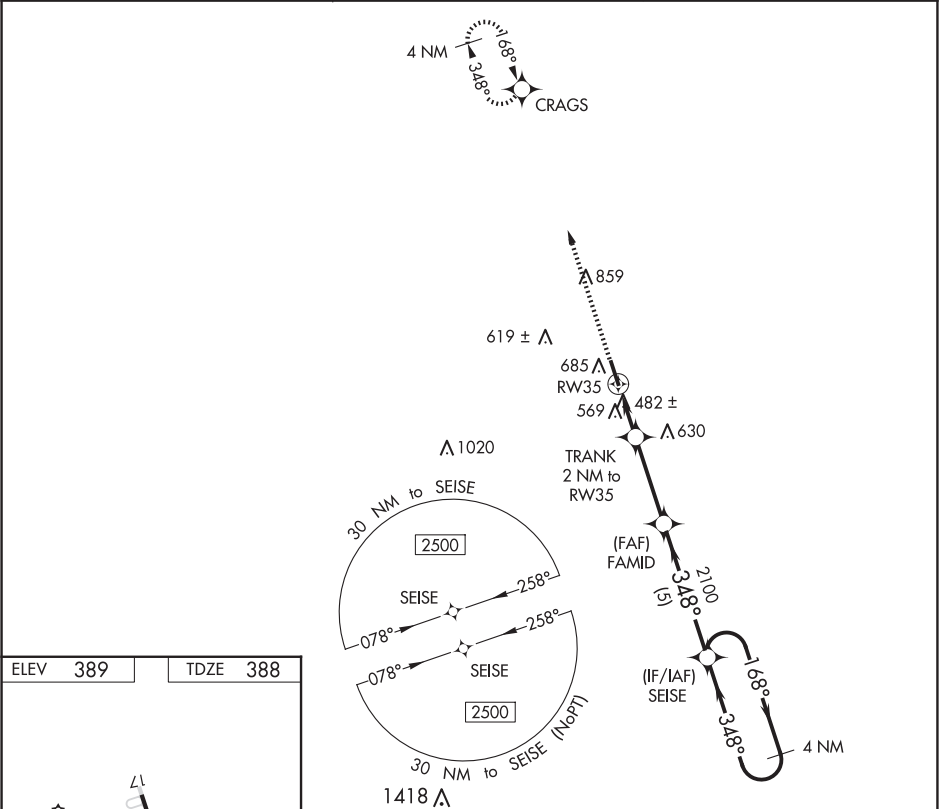 4 NM
168°
348°
CRAGS
859
619 ±
685
RW35
569
482 ±
630
1020
TRANK
2 NM to
RW35
30 NM to SEISE
2500
(FAF)
FAMID
258°
SEISE
078°
2100
348°
(5)
258°
078°
SEISE
(IF/IAF)
SEISE
168°
2500
348°
4 NM
30 NM to SEISE (NoPT)
1418
ELEV 389
TDZE 388
17